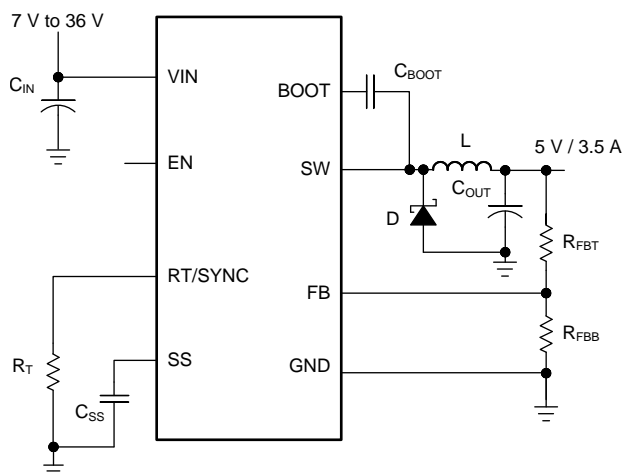 7 V to 36 V
CIN
VIN
BOOT
CBOOT
EN
SW
L
5 V / 3.5 A
COUT
D
RFBT
RT/SYNC
FB
RFBB
RT
SS
CSS
GND